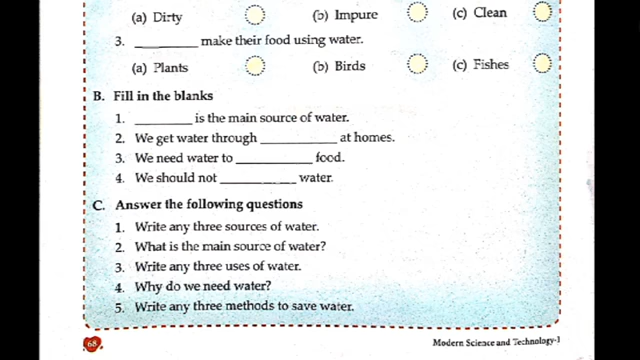 (a) Dirty (b) Impure (c) Clean
3. __________ make their food using water.
(a) Plants (b) Birds (c) Fishes
B. Fill in the blanks
1. __________ is the main source of water.
2. We get water through ____________ at homes.
3. We need water to ____________ food.
4. We should not ____________ water.
C. Answer the following questions
1. Write any three sources of water.
2. What is the main source of water?
3. Write any three uses of water.
4. Why do we need water?
5. Write any three methods to save water.
68 Modern Science and Technology-1